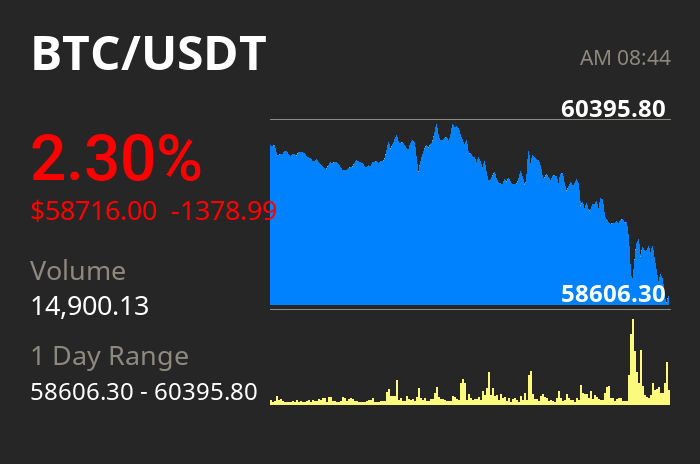 BTC/USDT
AM 08:44
60395.80
2.30%
$58716.00 -1378.99
Volume
14,900.13
58606.30
1 Day Range
58606.30 - 60395.80